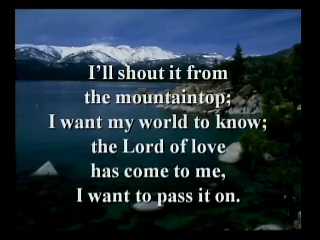 I’ll shout it from
the mountaintop;
I want my world to know;
the Lord of love
has come to me,
I want to pass it on.